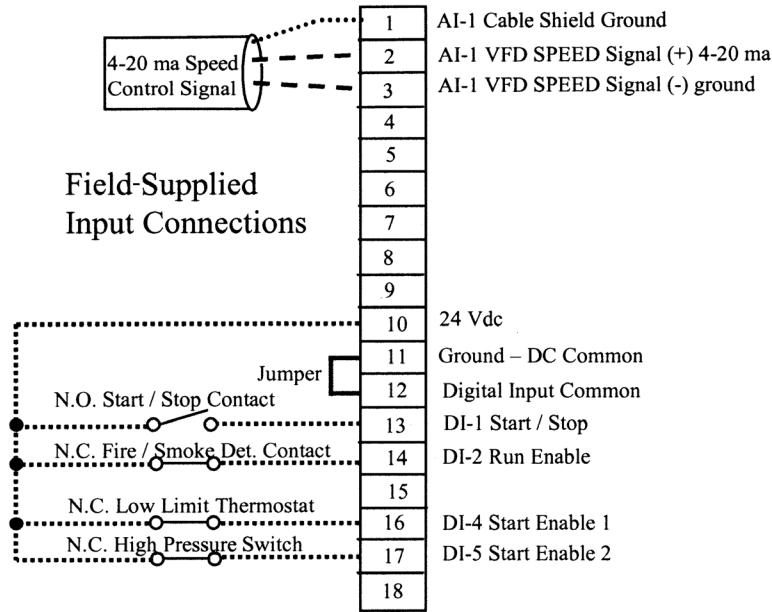 1 AI-1 Cable Shield Ground
4-20 ma Speed
Control Signal
2 AI-1 VFD SPEED Signal (+) 4-20 ma
3 AI-1 VFD SPEED Signal (-) ground
4
5
Field-Supplied
Input Connections
6
7
8
9
10 24 Vdc
11 Ground – DC Common
Jumper
12 Digital Input Common
N.O. Start / Stop Contact
13 DI-1 Start / Stop
N.C. Fire / Smoke Det. Contact
14 DI-2 Run Enable
15
N.C. Low Limit Thermostat
16 DI-4 Start Enable 1
N.C. High Pressure Switch
17 DI-5 Start Enable 2
18